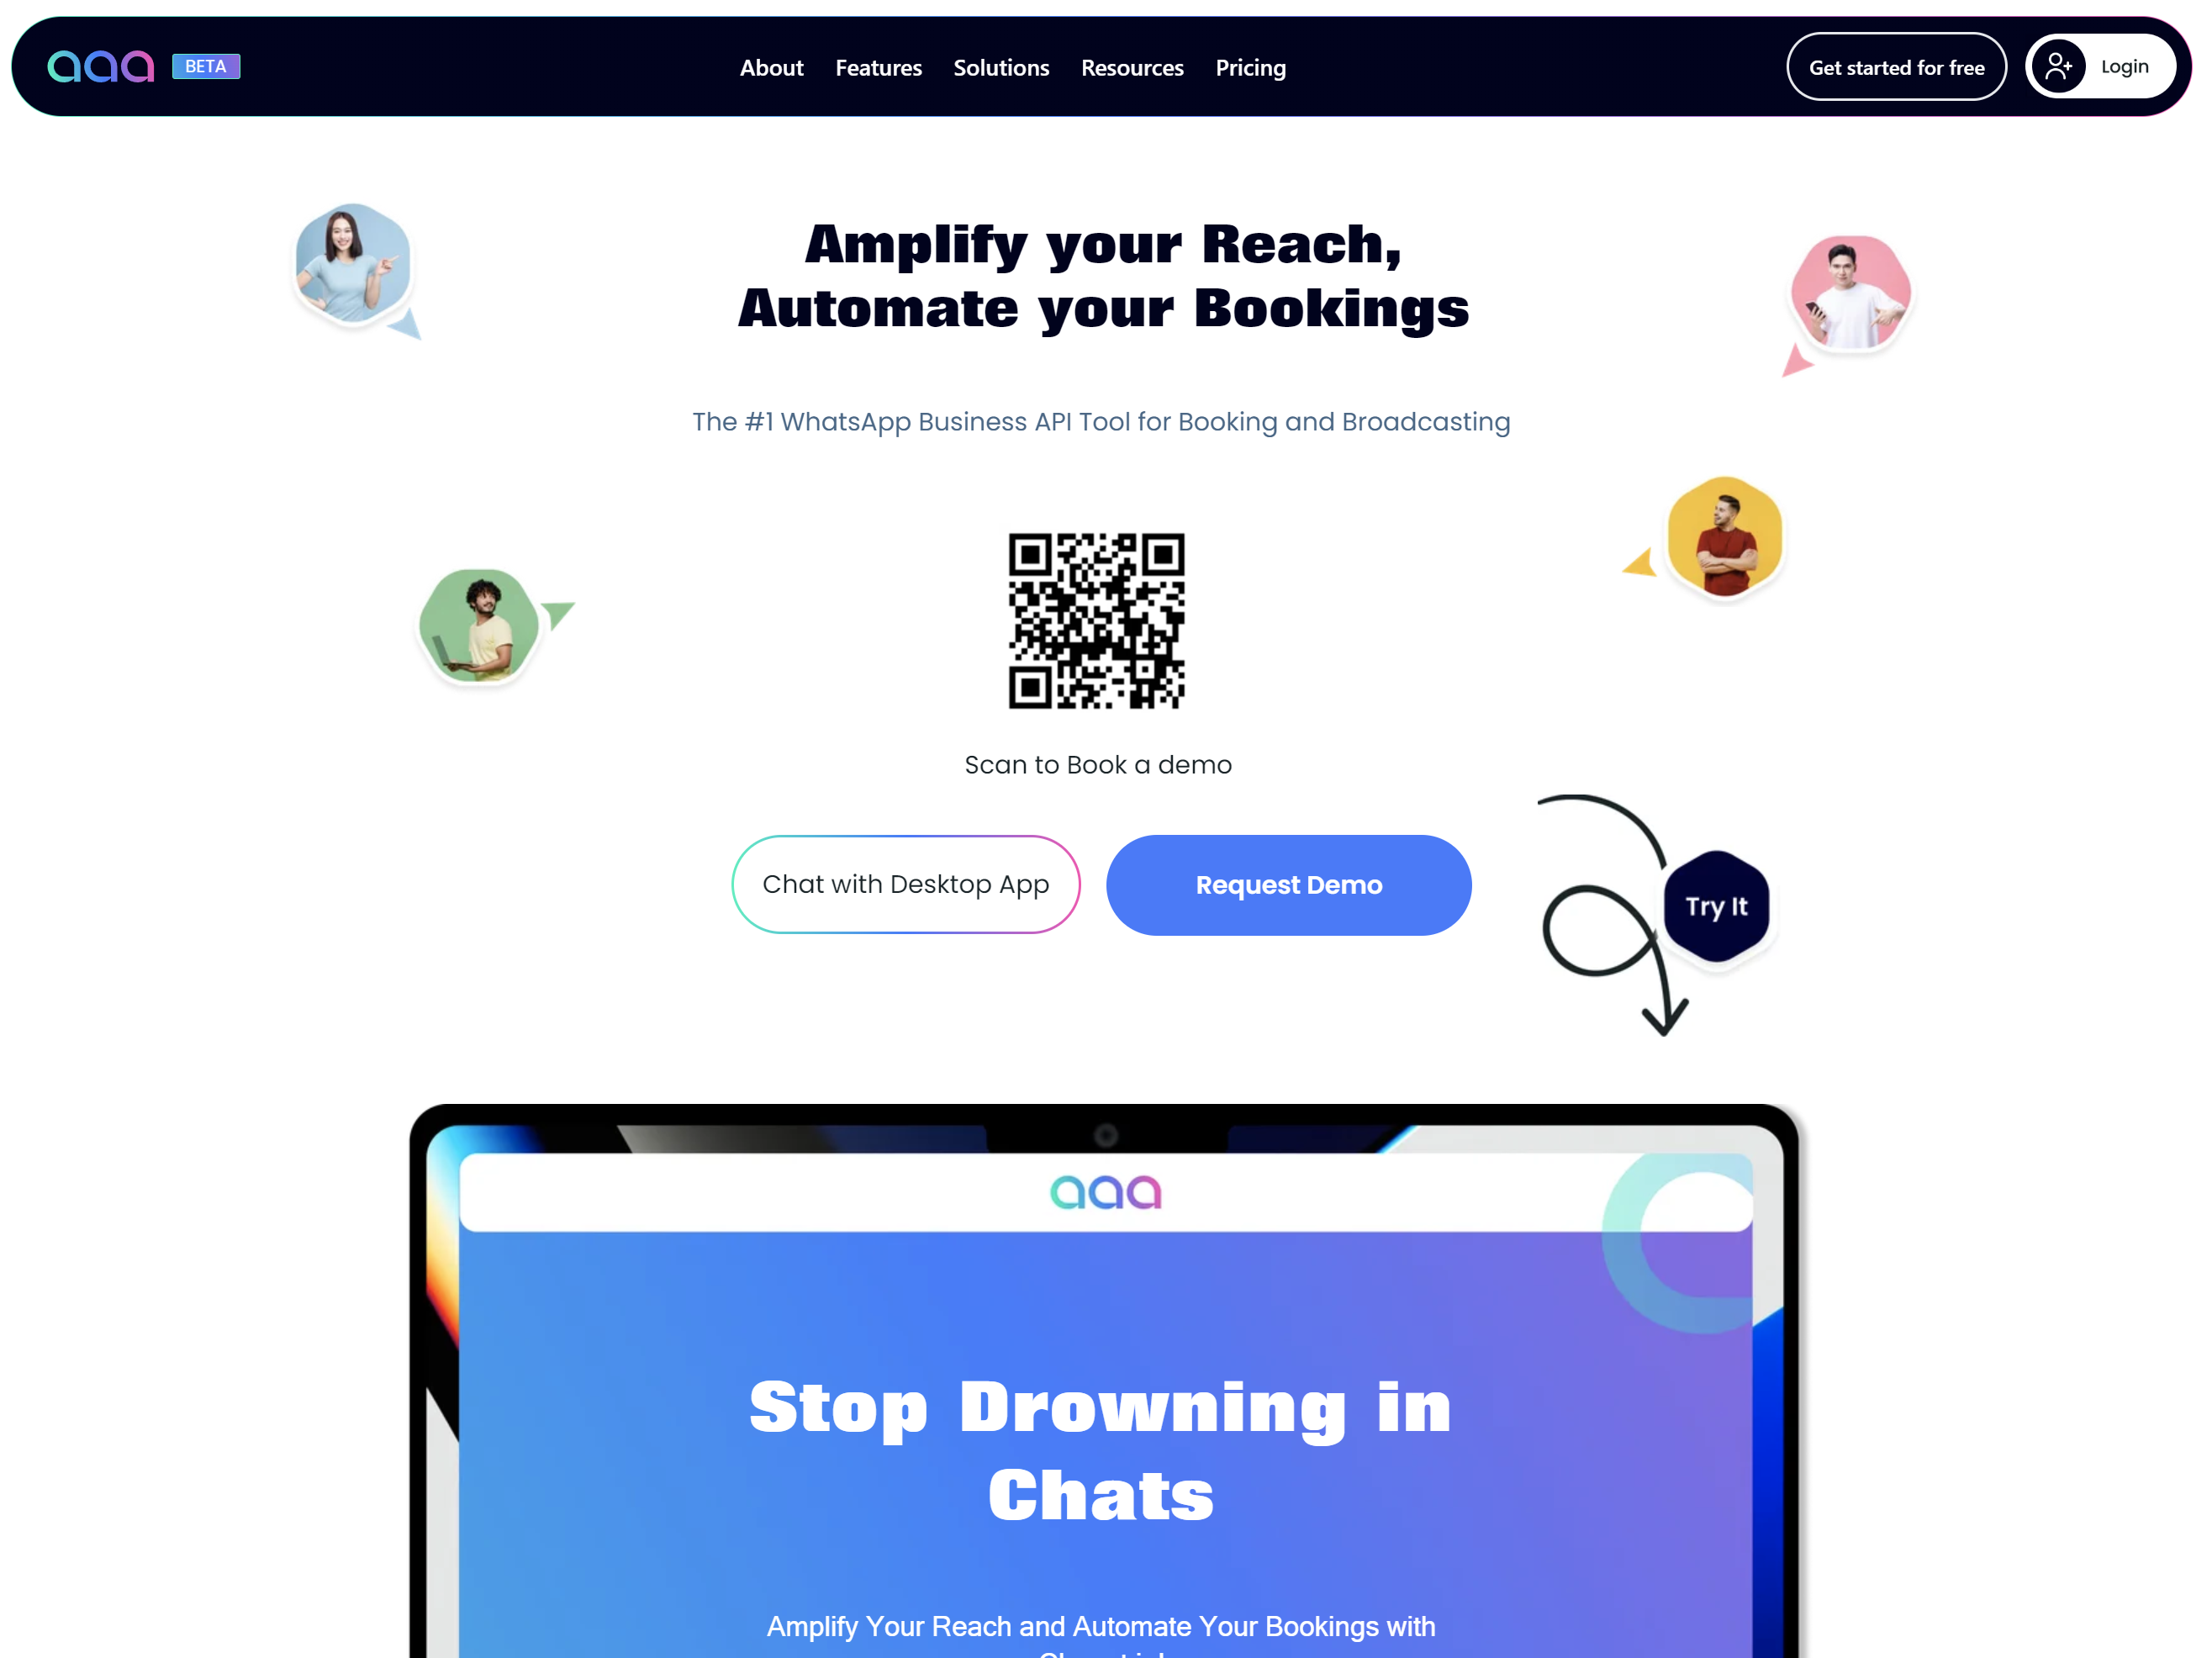 aaa BETA
About Features Solutions Resources Pricing
Get started for free
Login
Amplify your Reach,
Automate your Bookings
The #1 WhatsApp Business API Tool for Booking and Broadcasting
Scan to Book a demo
Chat with Desktop App
Request Demo
Try It
aaa
Stop Drowning in
Chats
Amplify Your Reach and Automate Your Bookings with